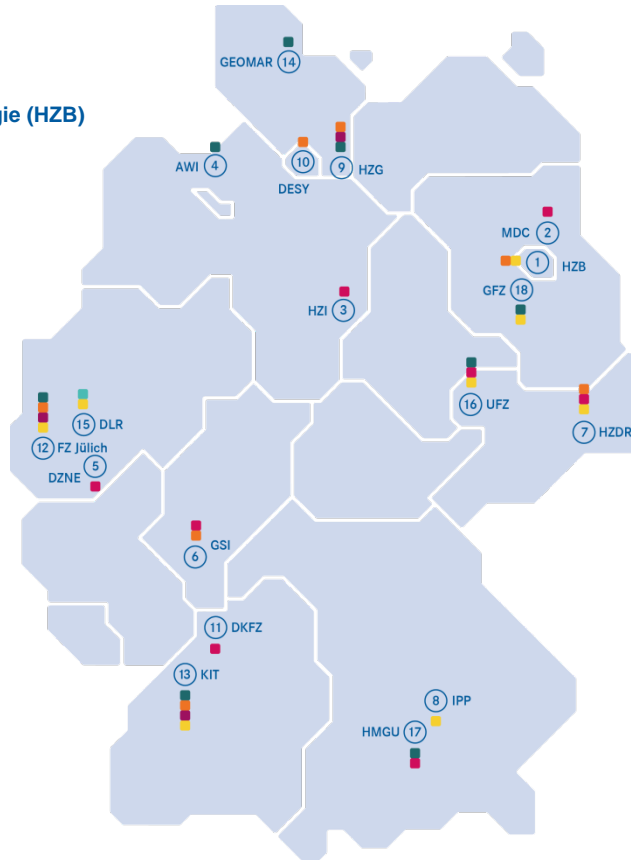 GEOMAR 14
gie (HZB)
AWI 4
10
DESY
9 HZG
MDC 2
1 HZB
GFZ 18
HZI 3
16 UFZ
7 HZDR
15 DLR
12 FZ Jülich
5
DZNE
GSI
6
11 DKFZ
13 KIT
8 IPP
HMGU 17